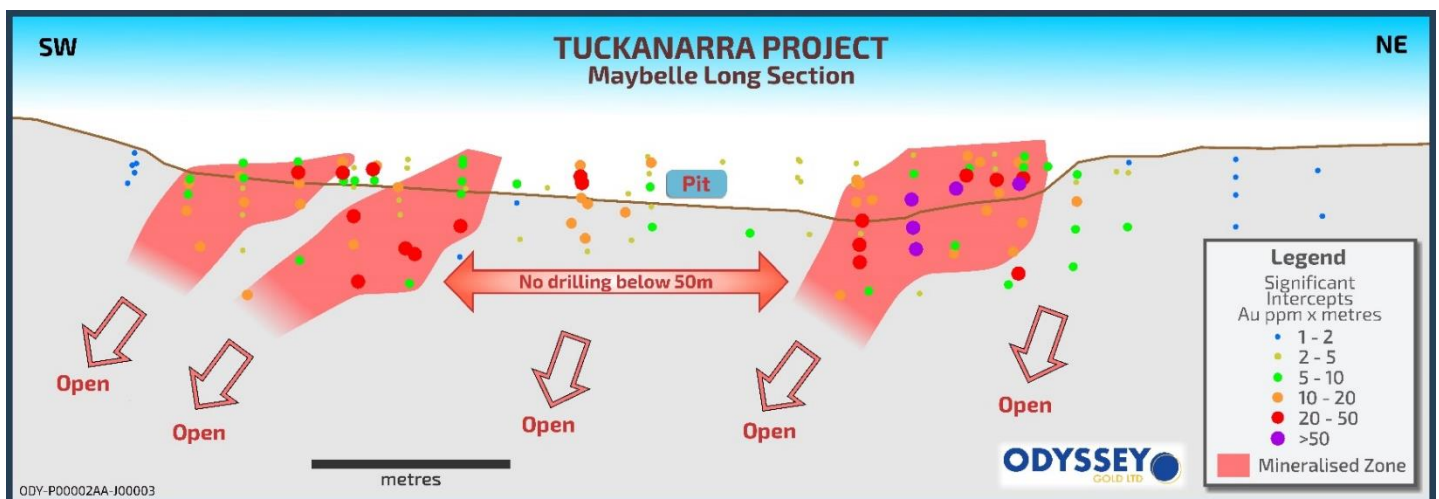 SW
TUCKANARRA PROJECT
Maybelle Long Section
NE
Pit
No drilling below 50m
Open
Open
Open
Open
Open
metres
ODY-P00002AA-J00003
ODYSSEY
GOLD LTD
Legend
Significant
Intercepts
Au ppm x metres
1 - 2
2 - 5
5 - 10
10 - 20
20 - 50
>50
Mineralised Zone